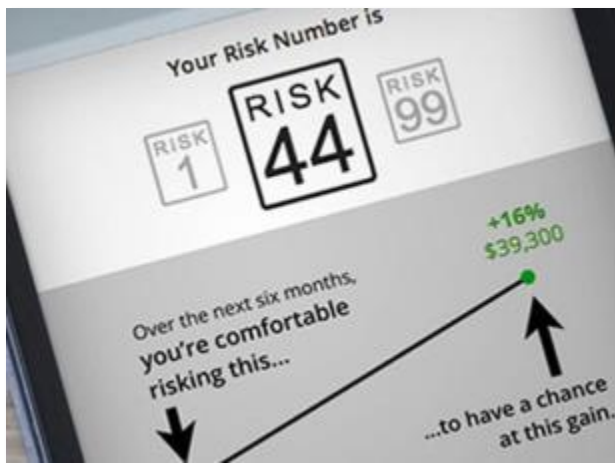 Your Risk Number is
RISK
1
RISK
44
RISK
99
+16%
$39,300
Over the next six months,
you're comfortable
risking this...
...to have a chance
at this gain.